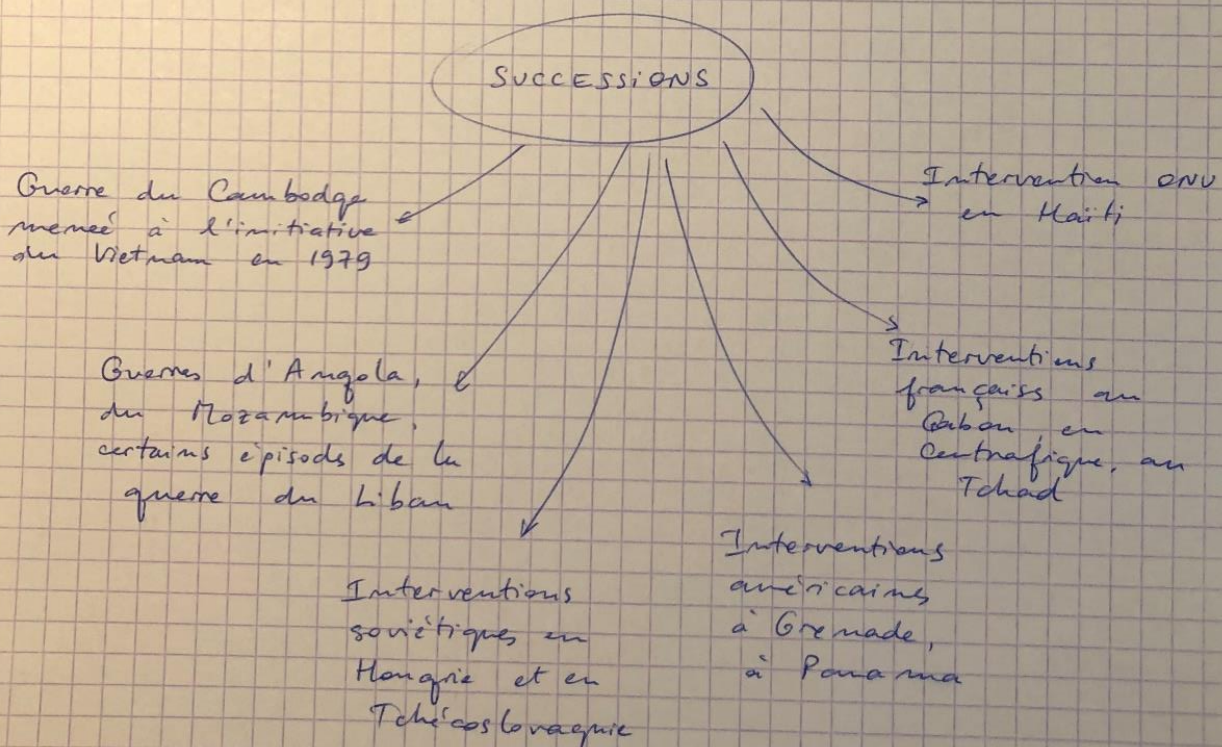 SUCCESSIONS
Guerre du Cambodge
meneé à l'initiative
du Vietnam en 1979
Guerres d'Angola,
du Mozambique,
certains épisods de la
guerre du Liban
Interventions
soviétiques en
Hongrie et en
Tchécoslovaquie
Interventions
américaines
à Grenade,
à Panama
Interventions
françaiss au
Gabon, en
Centrafique, au
Tchad
Intervention ONU
en Haïti